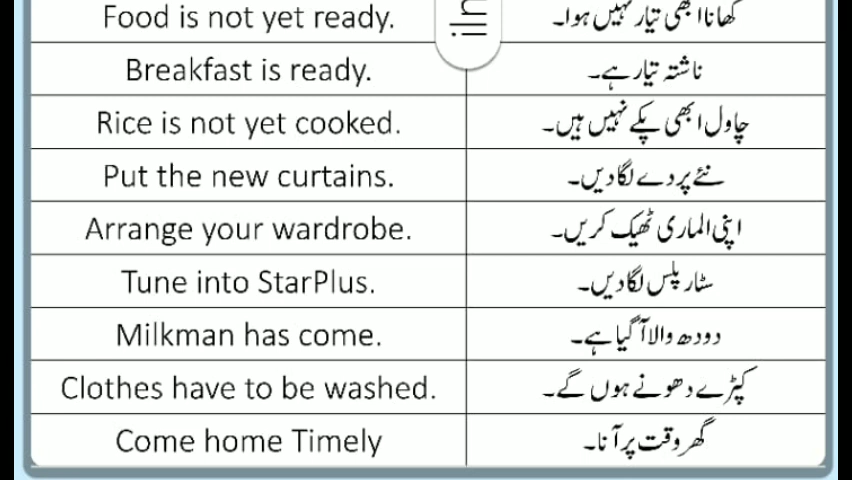 Food is not yet ready. کھانا ابھی تیار نہیں ہوا۔
Breakfast is ready. ناشتہ تیار ہے۔
Rice is not yet cooked. چاول ابھی پکے نہیں ہیں۔
Put the new curtains. نئے پردے لگا دیں۔
Arrange your wardrobe. اپنی الماری ٹھیک کریں۔
Tune into StarPlus. سٹار پلس لگا دیں۔
Milkman has come. دودھ والا آ گیا ہے۔
Clothes have to be washed. کپڑے دھونے ہوں گے۔
Come home Timely گھر وقت پر آنا۔